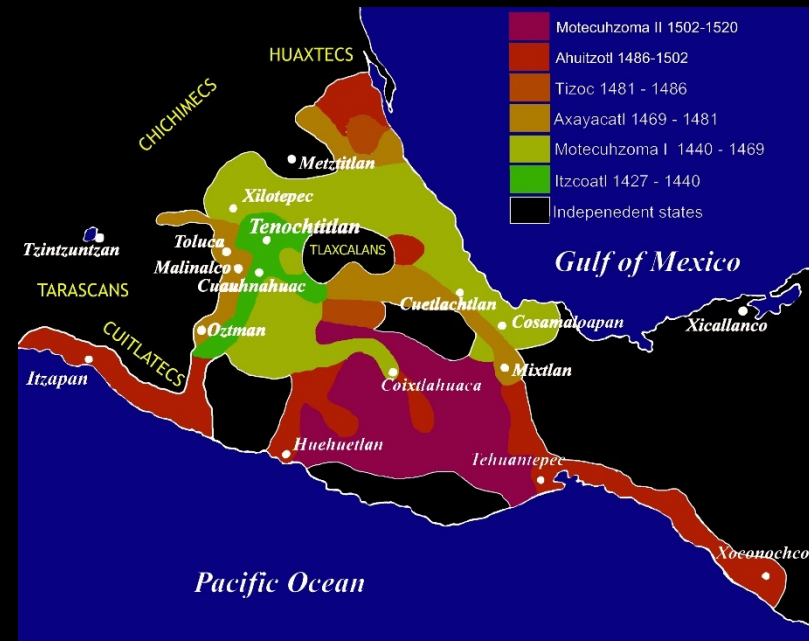 Motecuhzoma II 1502-1520
Ahuitzotl 1486-1502
Tizoc 1481 - 1486
Axayacatl 1469 - 1481
Motecuhzoma I 1440 - 1469
Itzcoatl 1427 - 1440
Indepenedent states
HUAXTECS
CHICHIMECS
Metztitlan
Xilotepec
Tenochtitlan
Tzintzuntzan
Toluca
TLAXCALANS
Malinalco
Gulf of Mexico
Cuauhnahuac
TARASCANS
Cuetlachtlan
Xicallanco
CUITLATECS
Oztman
Cosamaloapan
Itzapan
Mixtlan
Coixtlahuaca
Huehuetlan
Tehuantepec
Xoconochco
Pacific Ocean